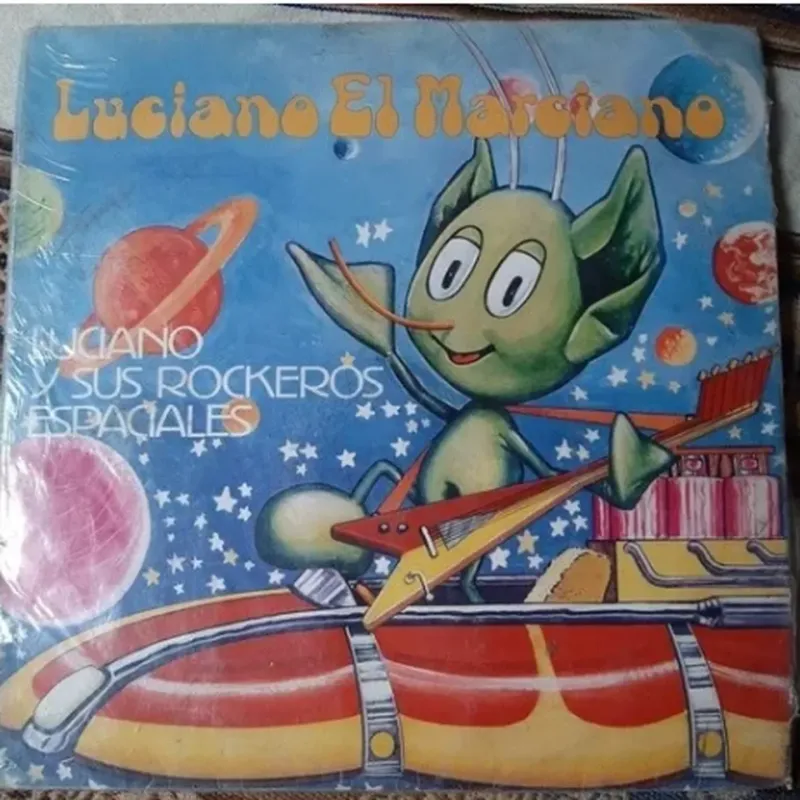 Luciano El Marciano
LUCIANO
Y SUS ROCKEROS
ESPACIALES